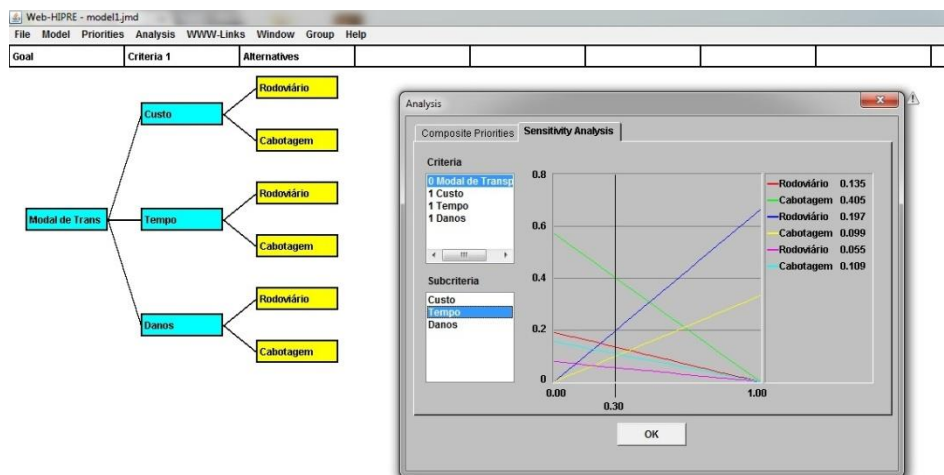 Web-HIPRE - model1.jmd
File Model Priorities Analysis WWW-Links Window Group Help
Goal Criteria 1 Alternatives
Rodoviário
Custo
Cabotagem
Rodoviário
Modal de Trans Tempo
Cabotagem
Rodoviário
Danos
Cabotagem
Analysis
Composite Priorities Sensitivity Analysis
Criteria
0 Modal de Transp
1 Custo
1 Tempo
1 Danos
Subcriteria
Custo
Tempo
Danos
0.8
0.6
0.4
0.2
0
0.00 1.00
0.30
Rodoviário 0.135
Cabotagem 0.405
Rodoviário 0.197
Cabotagem 0.099
Rodoviário 0.055
Cabotagem 0.109
OK